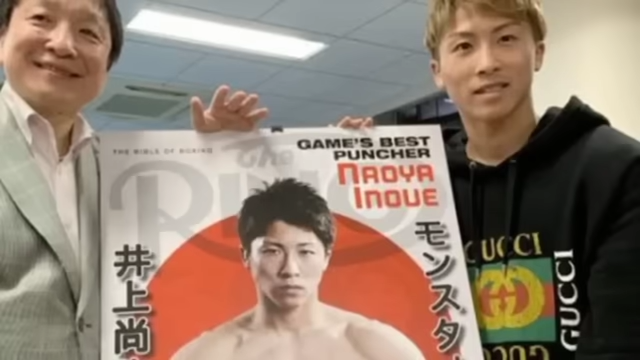 THE BIBLE OF BOXING
The
RING
GAME'S BEST
PUNCHER
NAOYA
INOUE
井上尚
モンスタ
GUCCI
GUCCI